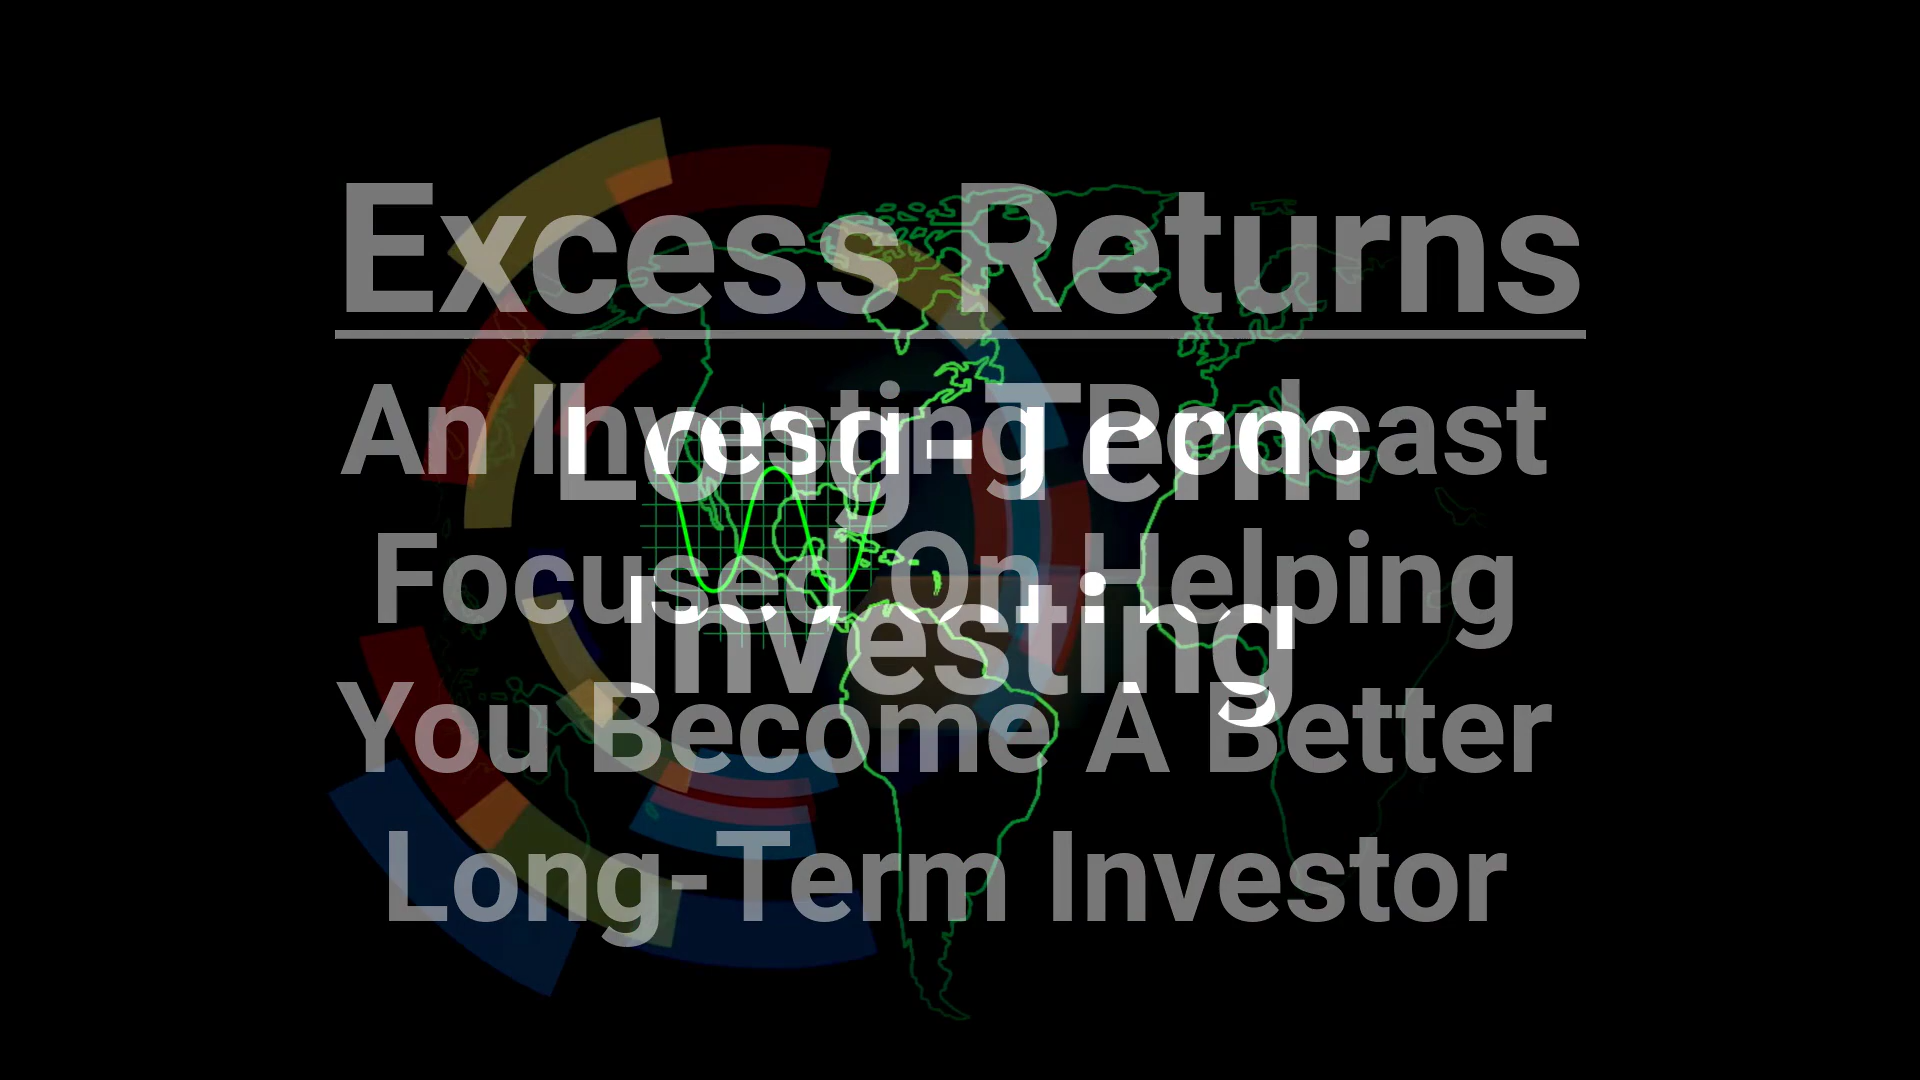 Excess Returns
An Investing Podcast
Long-Term
Focused On Helping
Investing
You Become A Better
Long-Term Investor